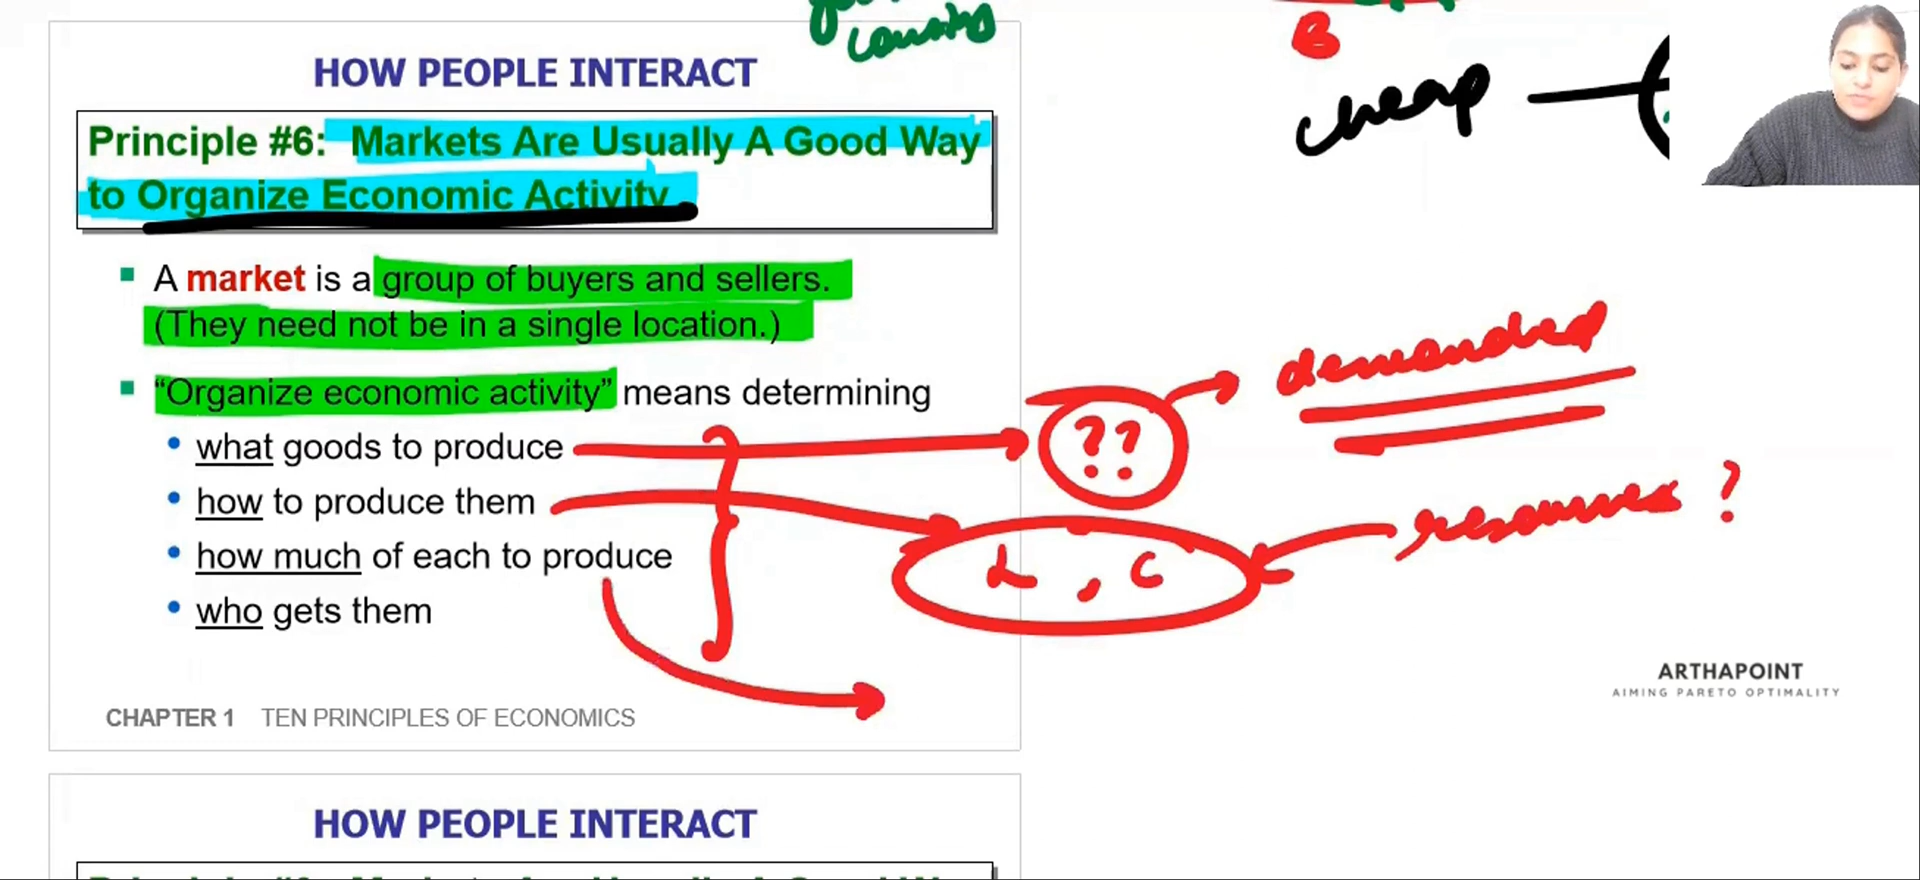 B
cheap
HOW PEOPLE INTERACT
Principle #6: Markets Are Usually A Good Way
to Organize Economic Activity
A market is a group of buyers and sellers.
(They need not be in a single location.)
"Organize economic activity" means determining
what goods to produce
how to produce them
how much of each to produce
who gets them
?? demanded
L, C resources ?
CHAPTER 1 TEN PRINCIPLES OF ECONOMICS
ARTHAPOINT
AIMING PARETO OPTIMALITY
HOW PEOPLE INTERACT